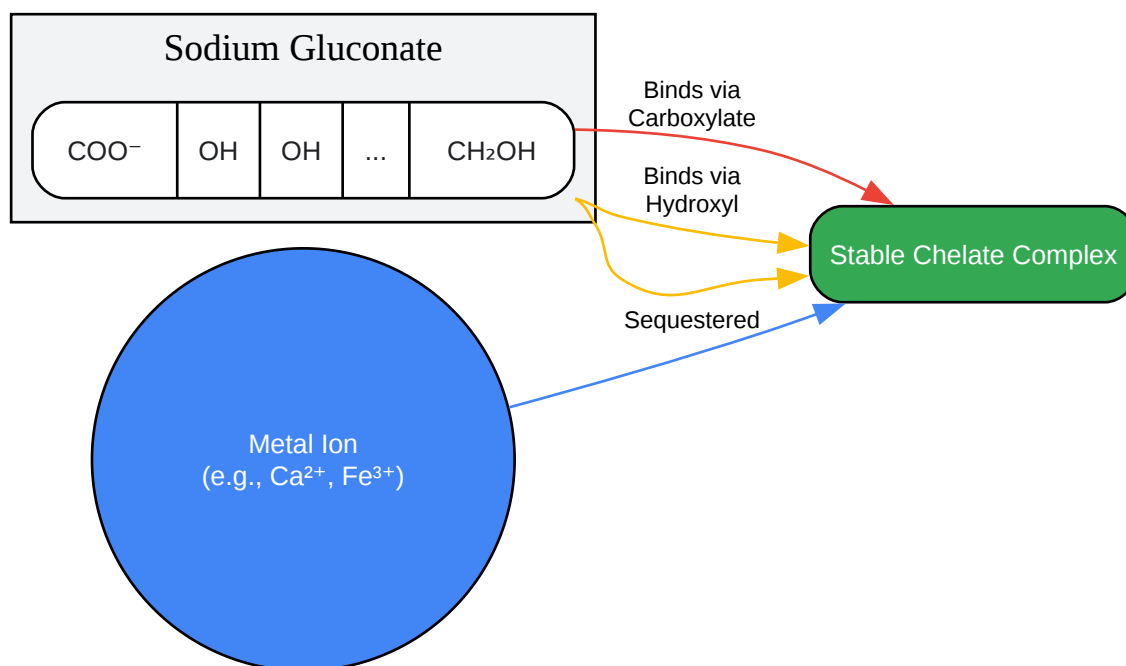 Sodium Gluconate
COO⁻
OH
OH
...
CH₂OH
Binds via
Carboxylate
Binds via
Hydroxyl
Stable Chelate Complex
Sequestered
Metal Ion
(e.g., Ca²⁺, Fe³⁺)